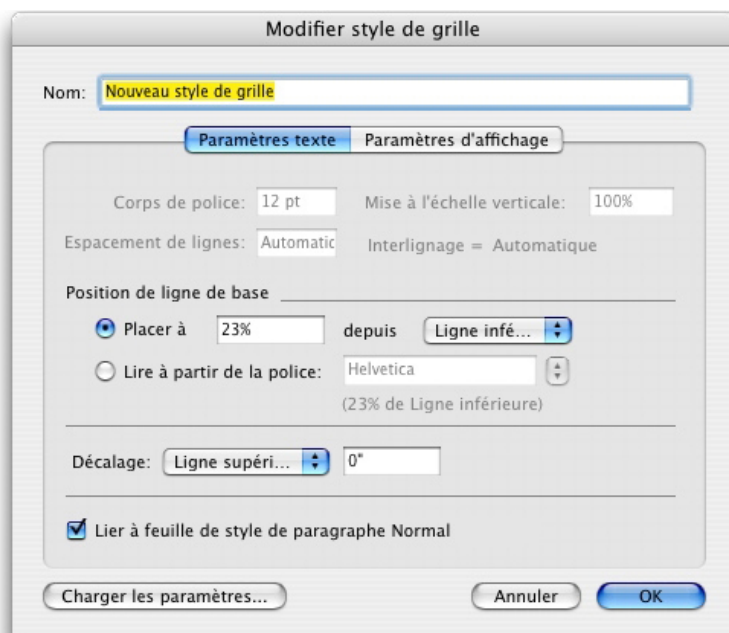 Modifier style de grille
Nom: Nouveau style de grille
Paramètres texte Paramètres d'affichage
Corps de police: 12 pt Mise à l'échelle verticale: 100%
Espacement de lignes: Automatic Interlignage = Automatique
Position de ligne de base
Placer à 23% depuis Ligne infé...
Lire à partir de la police: Helvetica
(23% de Ligne inférieure)
Décalage: Ligne supéri... 0"
Lier à feuille de style de paragraphe Normal
Charger les paramètres... Annuler OK